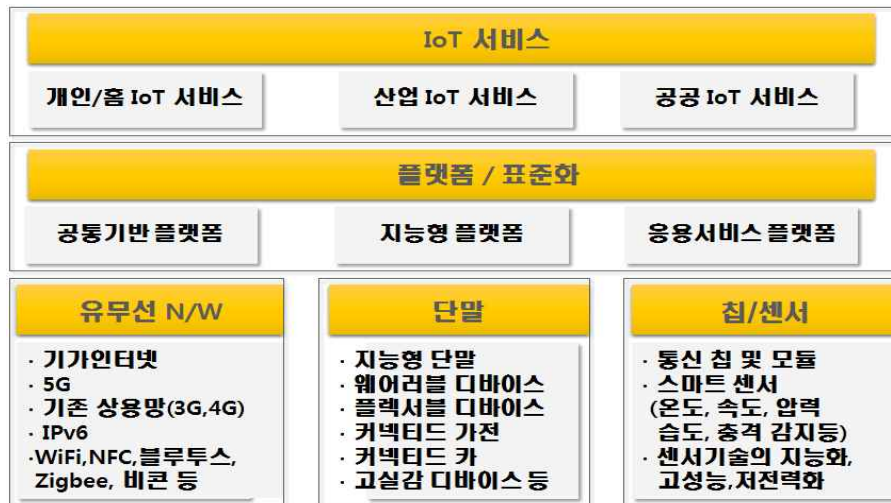 IoT 서비스
개인/홈 IoT 서비스
산업 IoT 서비스
공공 IoT 서비스
플랫폼 / 표준화
공통기반 플랫폼
지능형 플랫폼
응용서비스 플랫폼
유무선 N/W
· 기가인터넷
· 5G
· 기존 상용망(3G,4G)
· IPv6
·WiFi,NFC,블루투스,
Zigbee, 비콘 등
단말
· 지능형 단말
· 웨어러블 디바이스
· 플렉서블 디바이스
· 커넥티드 가전
· 커넥티드 카
· 고실감 디바이스 등
칩/센서
· 통신 칩 및 모듈
· 스마트 센서
(온도, 속도, 압력
습도, 충격 감지등)
· 센서기술의 지능화,
고성능,저전력화